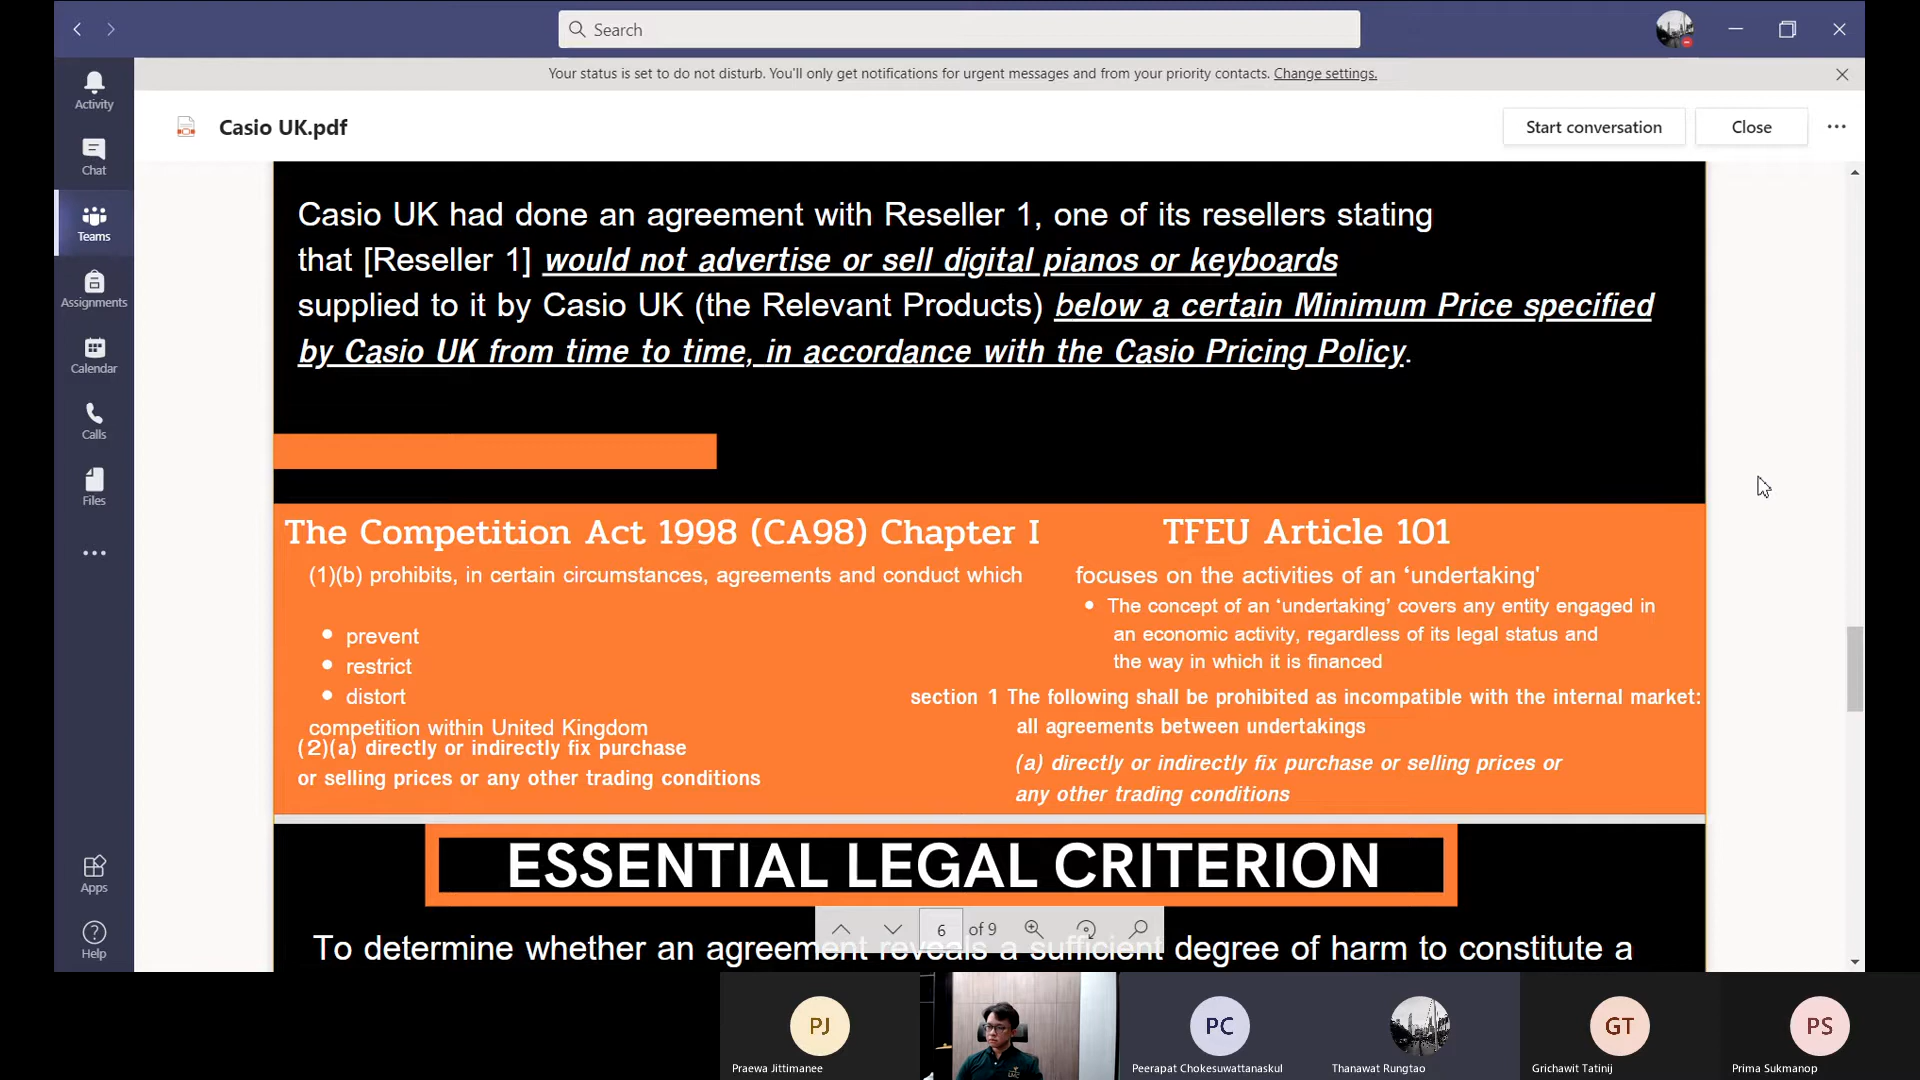 Search
Your status is set to do not disturb. You'll only get notifications for urgent messages and from your priority contacts. Change settings.
Activity
Chat
Teams
Assignments
Calendar
Calls
Files
Apps
Help
Casio UK.pdf
Start conversation
Close
Casio UK had done an agreement with Reseller 1, one of its resellers stating
that [Reseller 1] would not advertise or sell digital pianos or keyboards
supplied to it by Casio UK (the Relevant Products) below a certain Minimum Price specified
by Casio UK from time to time, in accordance with the Casio Pricing Policy.
The Competition Act 1998 (CA98) Chapter I
(1)(b) prohibits, in certain circumstances, agreements and conduct which
• prevent
• restrict
• distort
competition within United Kingdom
(2)(a) directly or indirectly fix purchase
or selling prices or any other trading conditions
TFEU Article 101
focuses on the activities of an ‘undertaking'
• The concept of an ‘undertaking’ covers any entity engaged in
an economic activity, regardless of its legal status and
the way in which it is financed
section 1 The following shall be prohibited as incompatible with the internal market:
all agreements between undertakings
(a) directly or indirectly fix purchase or selling prices or
any other trading conditions
ESSENTIAL LEGAL CRITERION
To determine whether an agreement reveals a sufficient degree of harm to constitute a
6 of 9
PJ
Praewa Jittimanee
PC
Peerapat Chokesuwattanaskul
Thanawat Rungtao
GT
Grichawit Tatinij
PS
Prima Sukmanop